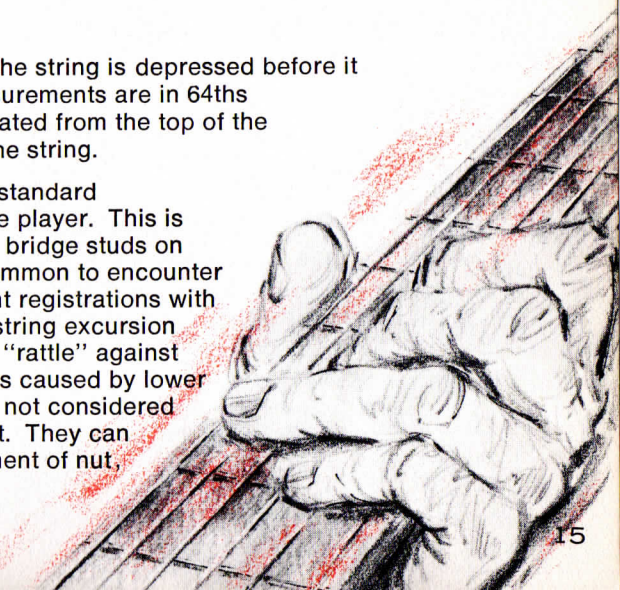 he string is depressed before it
urements are in 64ths
ated from the top of the
ne string.
standard
e player. This is
bridge studs on
mmon to encounter
nt registrations with
string excursion
“rattle” against
s caused by lower
not considered
t. They can
nent of nut,
15